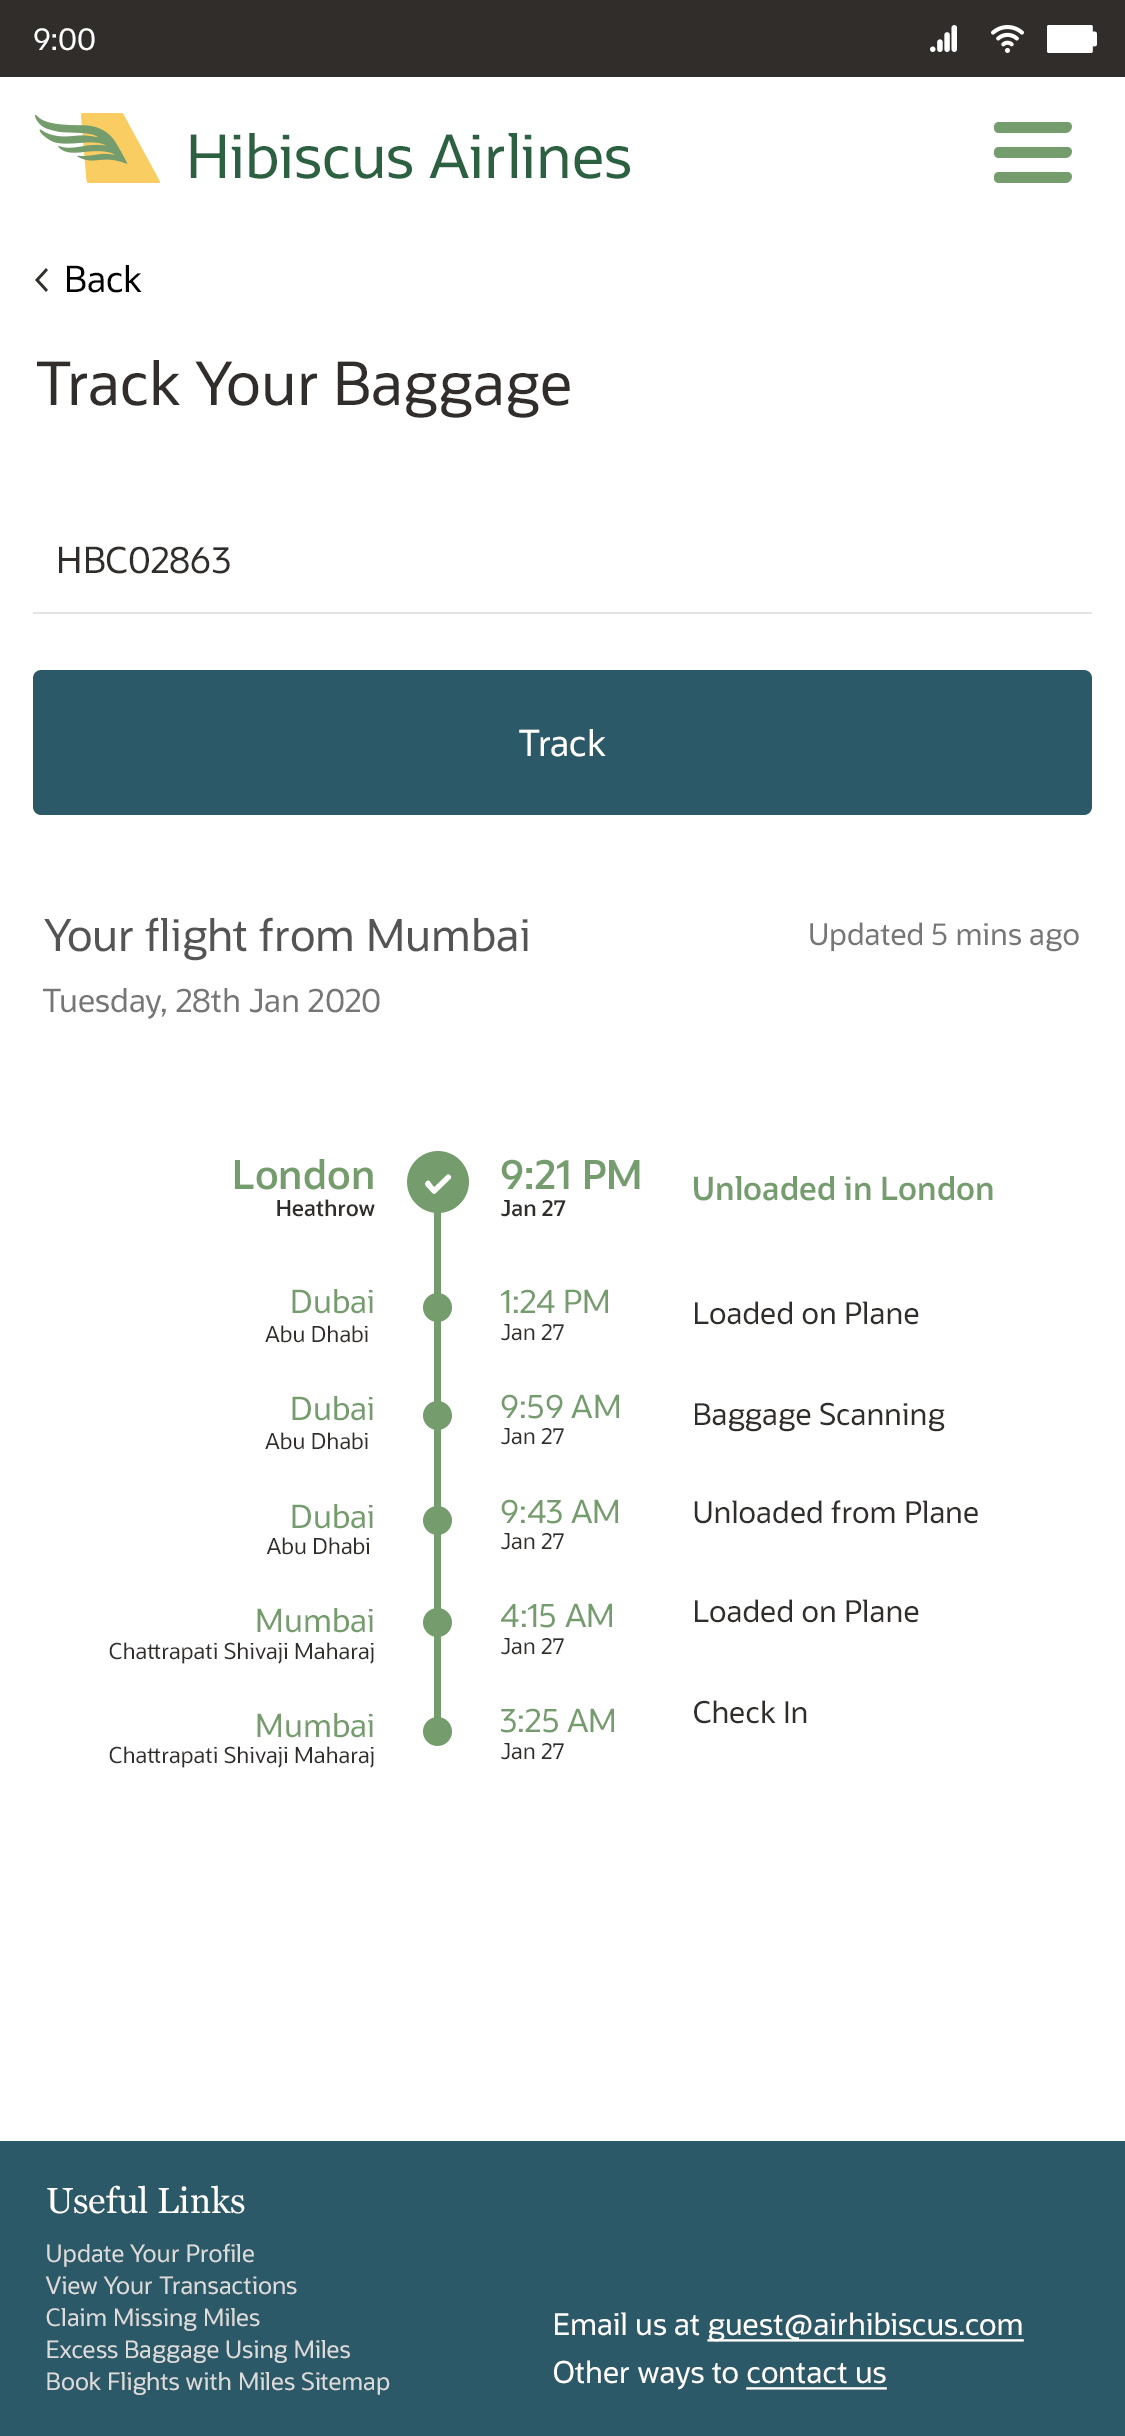 9:00
Hibiscus Airlines
Back
Track Your Baggage
HBC02863
Track
Your flight from Mumbai
Updated 5 mins ago
Tuesday, 28th Jan 2020
London
Heathrow
9:21 PM
Jan 27
Unloaded in London
Dubai
Abu Dhabi
1:24 PM
Jan 27
Loaded on Plane
Dubai
Abu Dhabi
9:59 AM
Jan 27
Baggage Scanning
Dubai
Abu Dhabi
9:43 AM
Jan 27
Unloaded from Plane
Mumbai
Chattrapati Shivaji Maharaj
4:15 AM
Jan 27
Loaded on Plane
Mumbai
Chattrapati Shivaji Maharaj
3:25 AM
Jan 27
Check In
Useful Links
Update Your Profile
View Your Transactions
Claim Missing Miles
Excess Baggage Using Miles
Book Flights with Miles Sitemap
Email us at guest@airhibiscus.com
Other ways to contact us